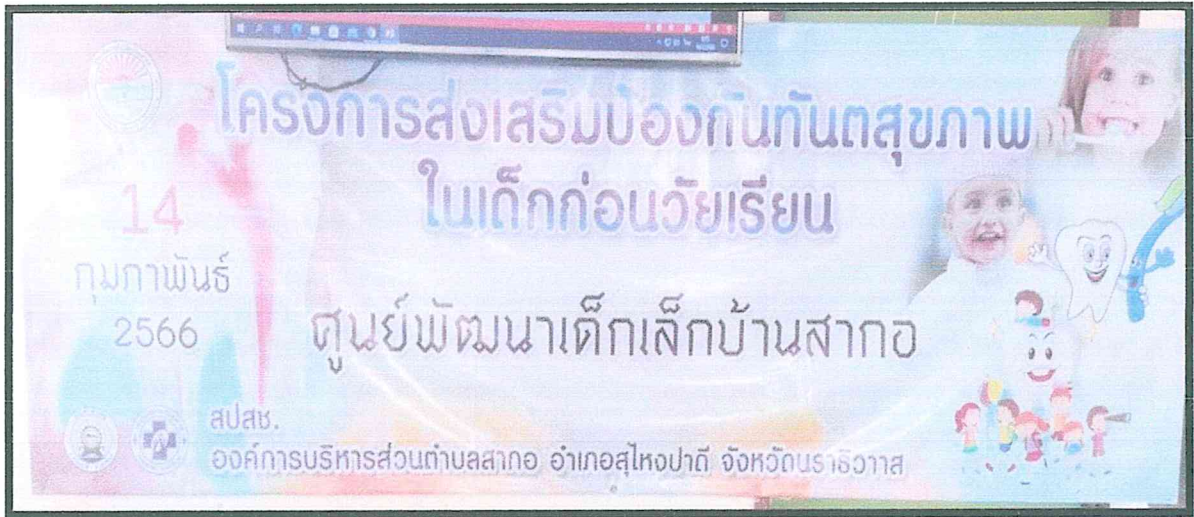 โครงการส่งเสริมป้องกันทันตสุขภาพ
ในเด็กก่อนวัยเรียน
14
กุมภาพันธ์
2566
ศูนย์พัฒนาเด็กเล็กบ้านสากอ
สปสช.
องค์การบริหารส่วนตำบลสากอ อำเภอสุไหงปาดี จังหวัดนราธิวาส